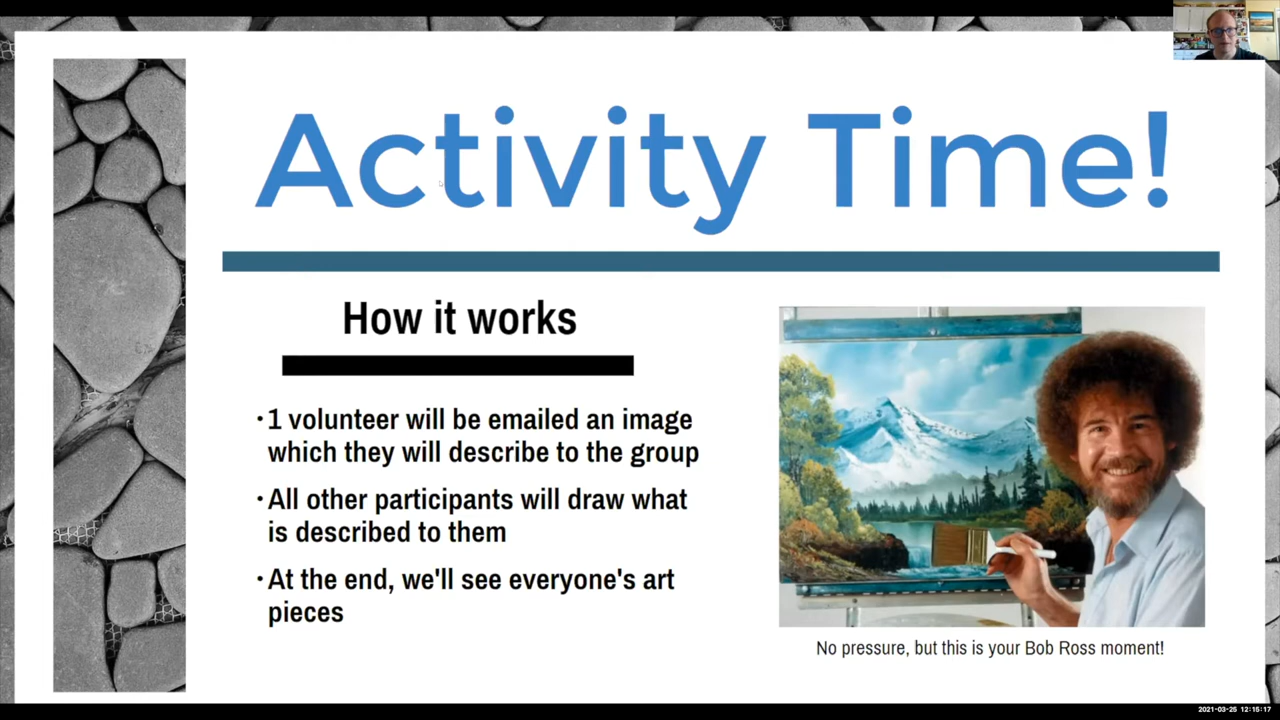 Activity Time!
How it works
•1 volunteer will be emailed an image
which they will describe to the group
•All other participants will draw what
is described to them
•At the end, we'll see everyone's art
pieces
No pressure, but this is your Bob Ross moment!
2021-03-25 12:15:17